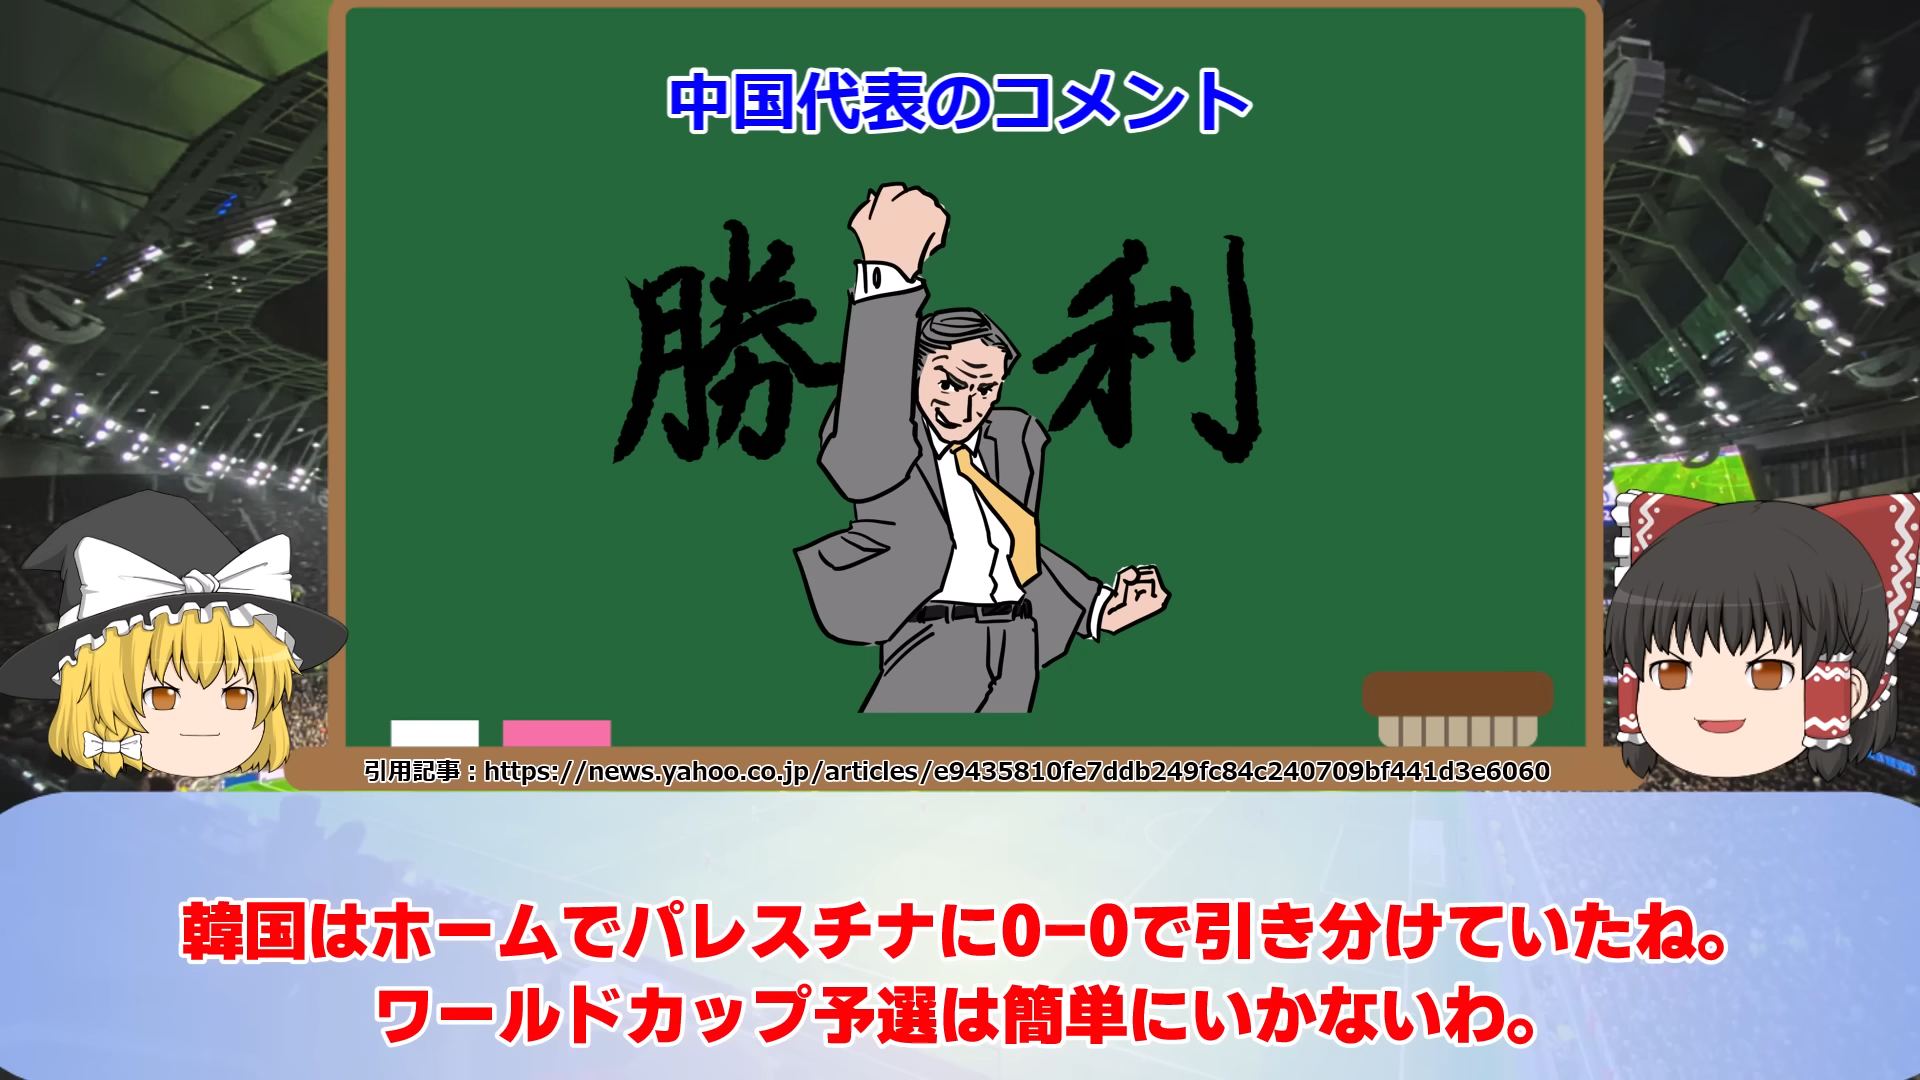 中国代表のコメント
勝利
引用記事：https://news.yahoo.co.jp/articles/e9435810fe7ddb249fc84c240709bf441d3e6060
韓国はホームでパレスチナに0−0で引き分けていたね。
ワールドカップ予選は簡単にいかないわ。